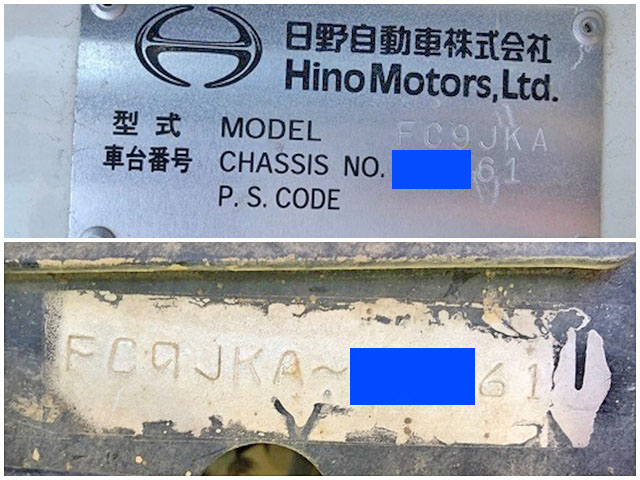 日野自動車株式会社
Hino Motors, Ltd.
型式 MODEL FC9JKA
車台番号 CHASSIS NO. 61
P.S.CODE
FC9JKA~ 61